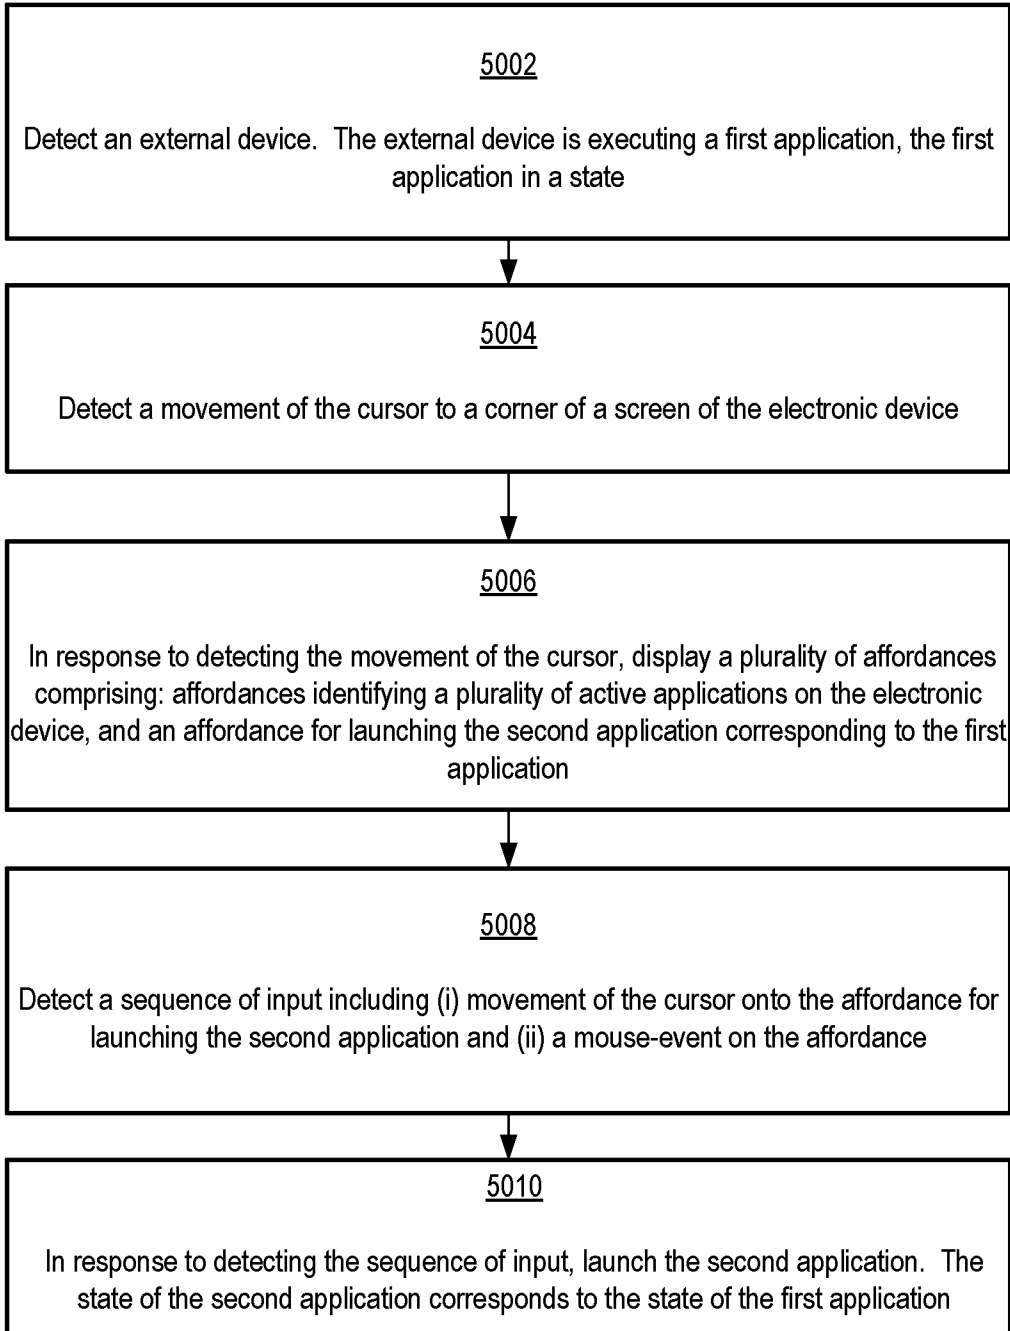 5002
Detect an external device.  The external device is executing a first application, the first
application in a state
5004
Detect a movement of the cursor to a corner of a screen of the electronic device
5006
In response to detecting the movement of the cursor, display a plurality of affordances
comprising: affordances identifying a plurality of active applications on the electronic
device, and an affordance for launching the second application corresponding to the first
application
5008
Detect a sequence of input including (i) movement of the cursor onto the affordance for
launching the second application and (ii) a mouse-event on the affordance
5010
In response to detecting the sequence of input, launch the second application.  The
state of the second application corresponds to the state of the first application